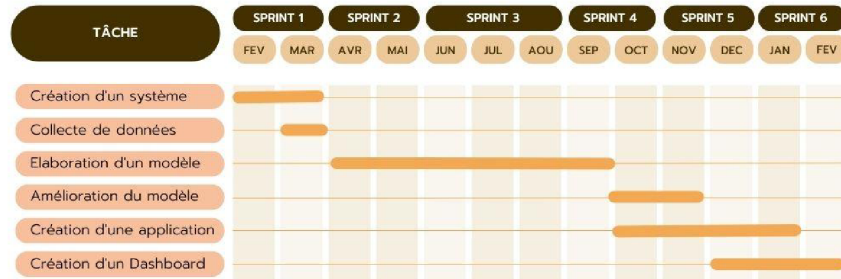 TÂCHE
SPRINT 1 SPRINT 2 SPRINT 3 SPRINT 4 SPRINT 5 SPRINT 6
FEV MAR AVR MAI JUN JUL AOU SEP OCT NOV DEC JAN FEV
Création d'un système
Collecte de données
Elaboration d'un modèle
Amélioration du modèle
Création d'une application
Création d'un Dashboard